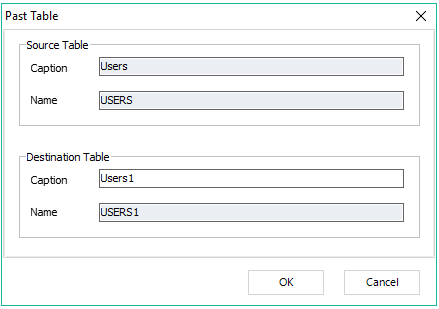 Past Table
Source Table
Caption Users
Name USERS
Destination Table
Caption Users1
Name USERS1
OK Cancel